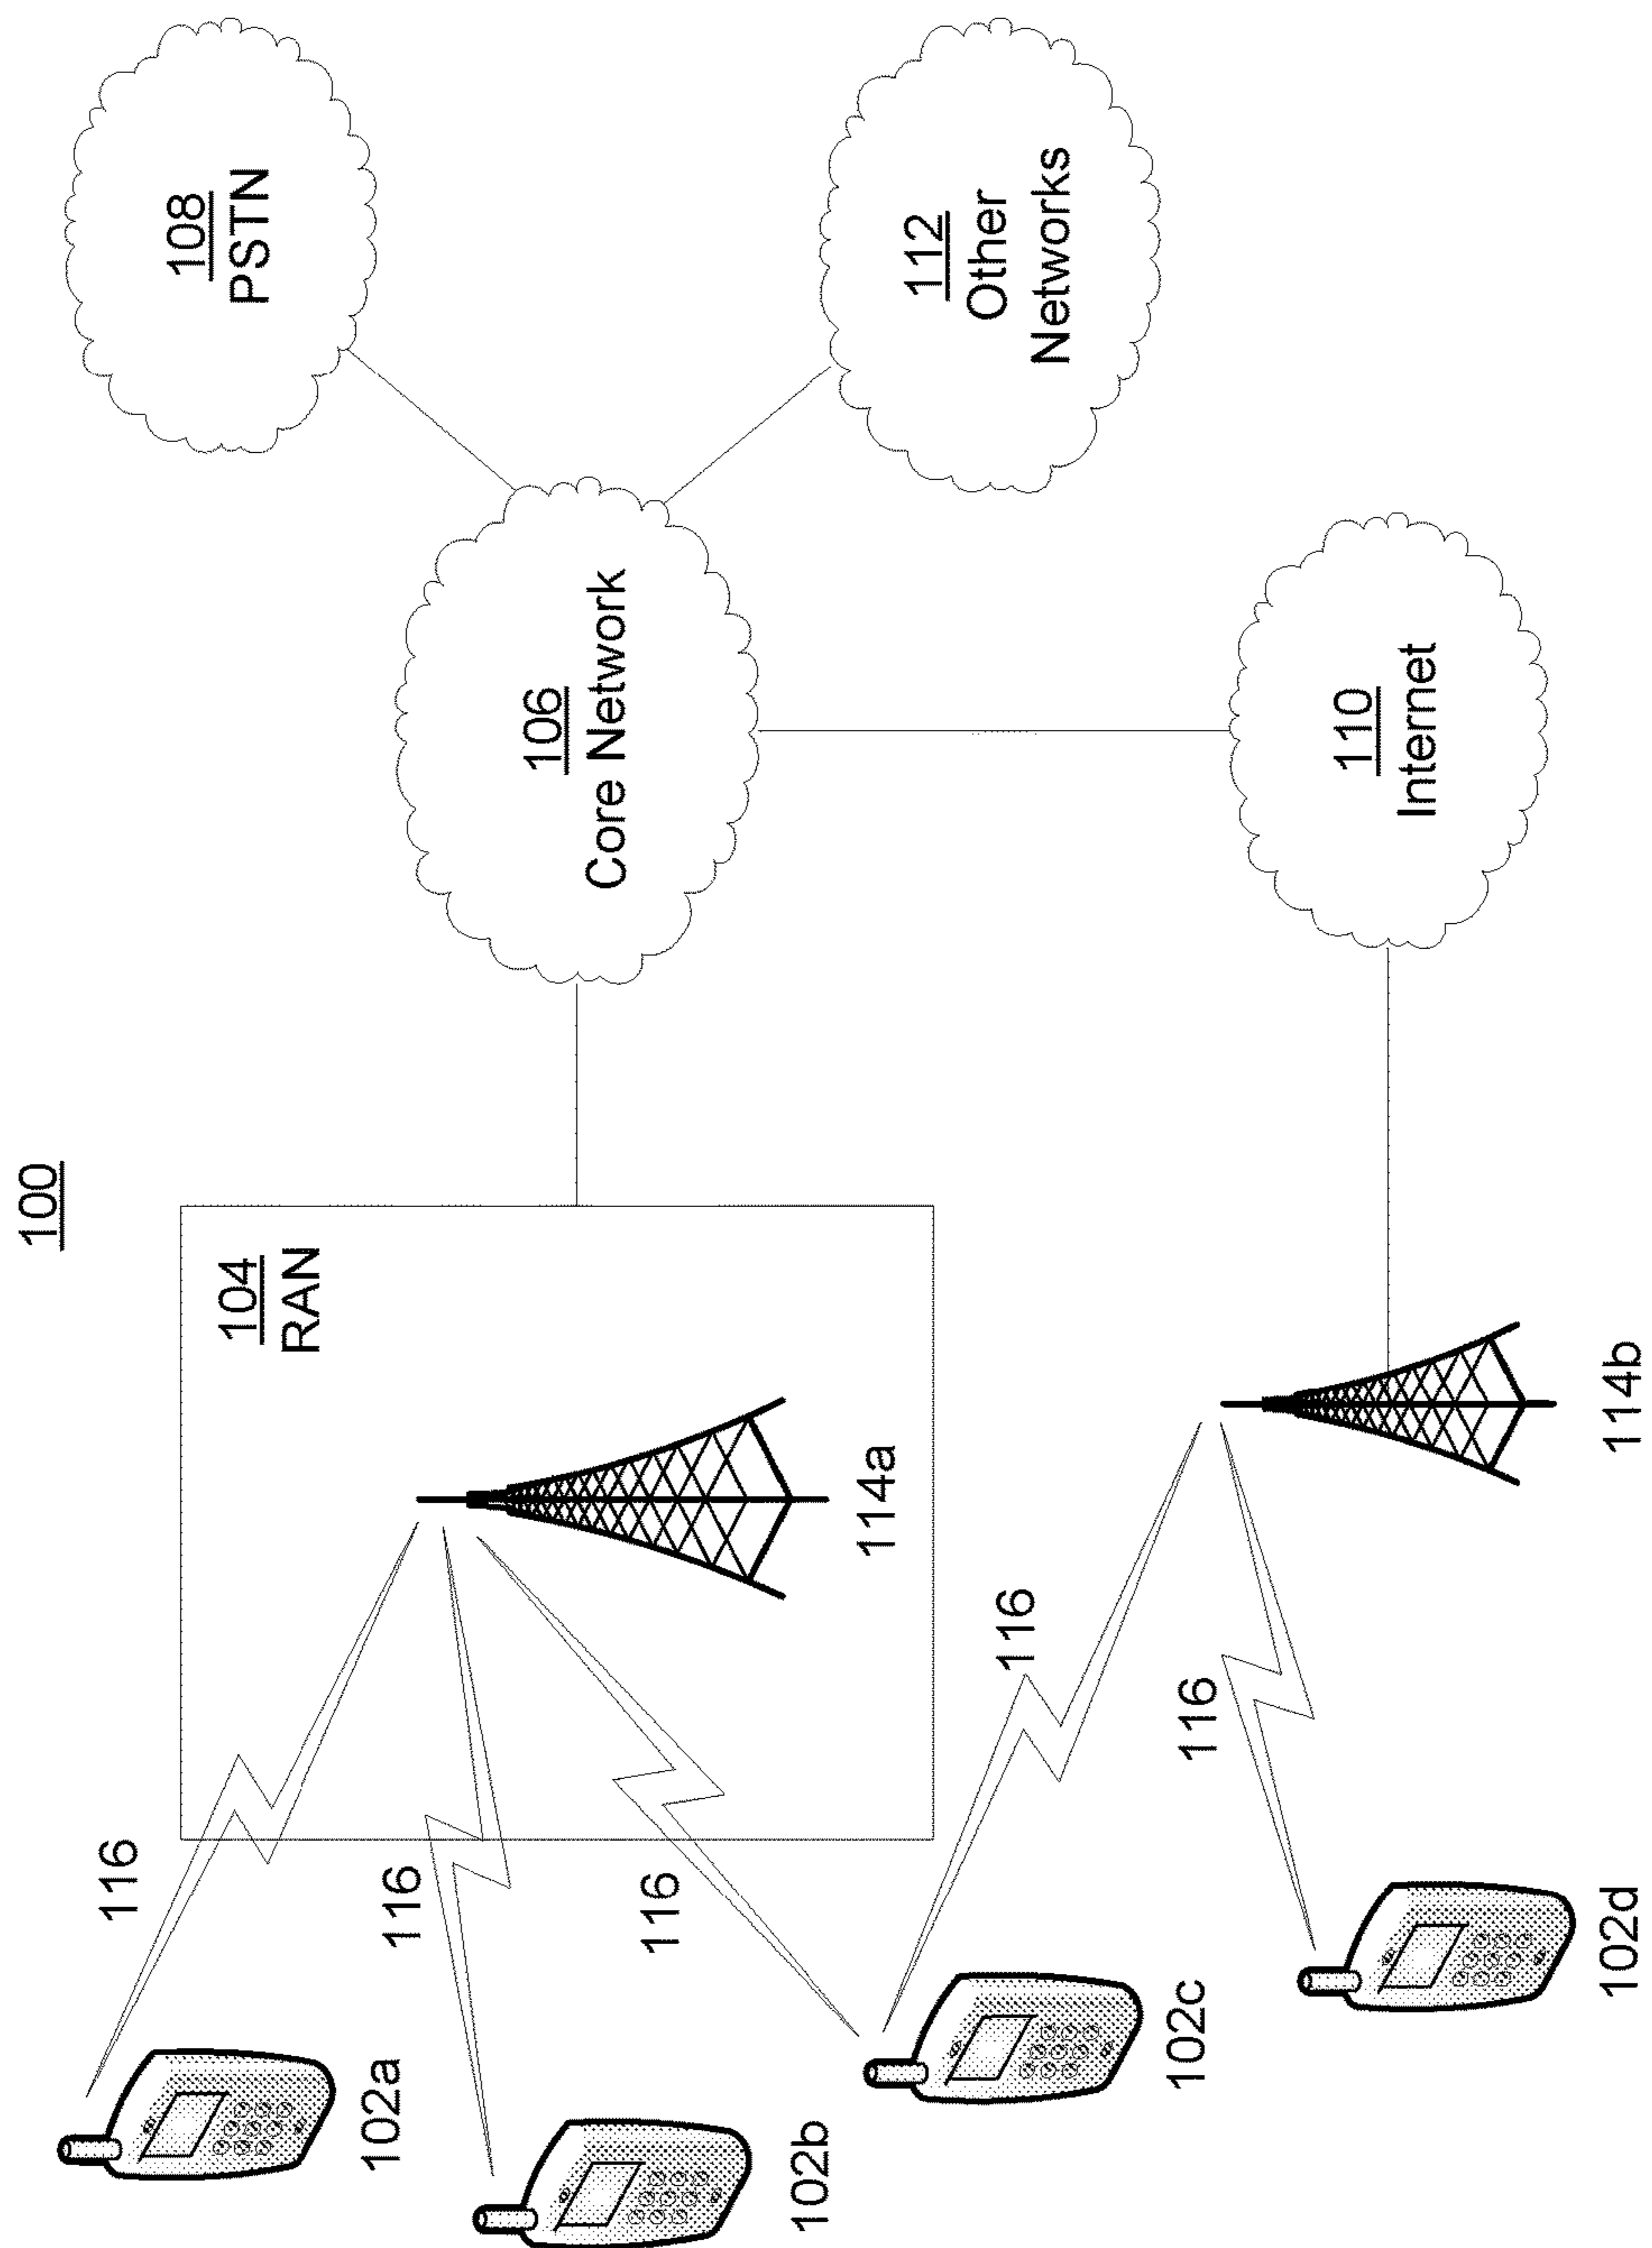 100
116
108
PSTN
104
RAN
102a
116
106
Core Network
116
102b
114a
112
Other
Networks
116
102c
116
110
Internet
102d
114b